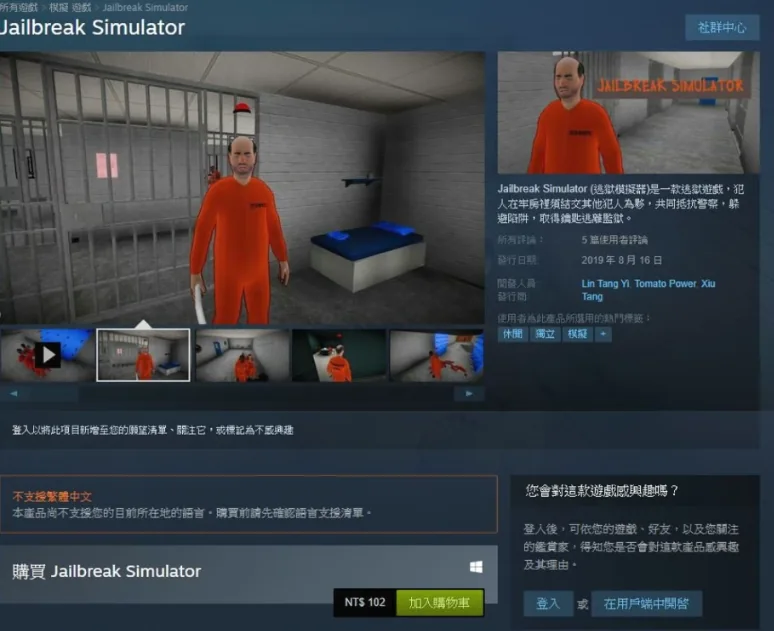 所有遊戲 > 模擬 遊戲 > Jailbreak Simulator
Jailbreak Simulator
社群中心
JAILBREAK SIMULATOR
Jailbreak Simulator (逃獄模擬器)是一款逃獄遊戲，犯
人在牢房裡須結交其他犯人為夥，共同抵抗警察，躲
避陷阱，取得鑰匙逃離監獄。
所有評論： 5 篇使用者評論
發行日期： 2019 年 8 月 16 日
開發人員： Lin Tang Yi, Tomato Power, Xiu
發行商： Tang
使用者為此產品所選用的熱門標籤：
休閒 獨立 模擬 +
登入以將此項目新增至您的願望清單、關注它，或標記為不感興趣
不支援繁體中文
本產品尚不支援您的目前所在地的語言。購買前請先確認語言支援清單。
購買 Jailbreak Simulator
NT$ 102 加入購物車
您會對這款遊戲感興趣嗎？
登入後，可依您的遊戲、好友，以及您關注
的鑑賞家，得知您是否會對這款產品感興趣
及其理由。
登入 或 在用戶端中開啟